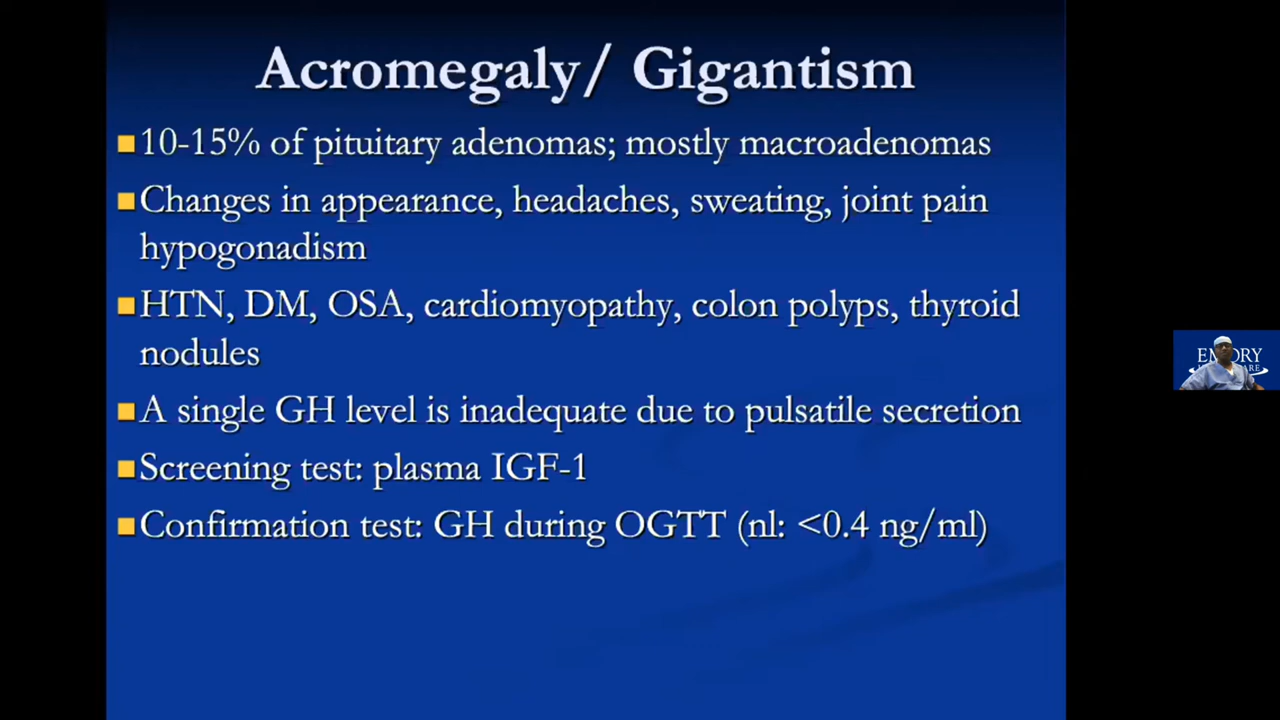 Acromegaly/ Gigantism
10-15% of pituitary adenomas; mostly macroadenomas
Changes in appearance, headaches, sweating, joint pain
hypogonadism
HTN, DM, OSA, cardiomyopathy, colon polyps, thyroid
nodules
A single GH level is inadequate due to pulsatile secretion
Screening test: plasma IGF-1
Confirmation test: GH during OGTT (nl: <0.4 ng/ml)